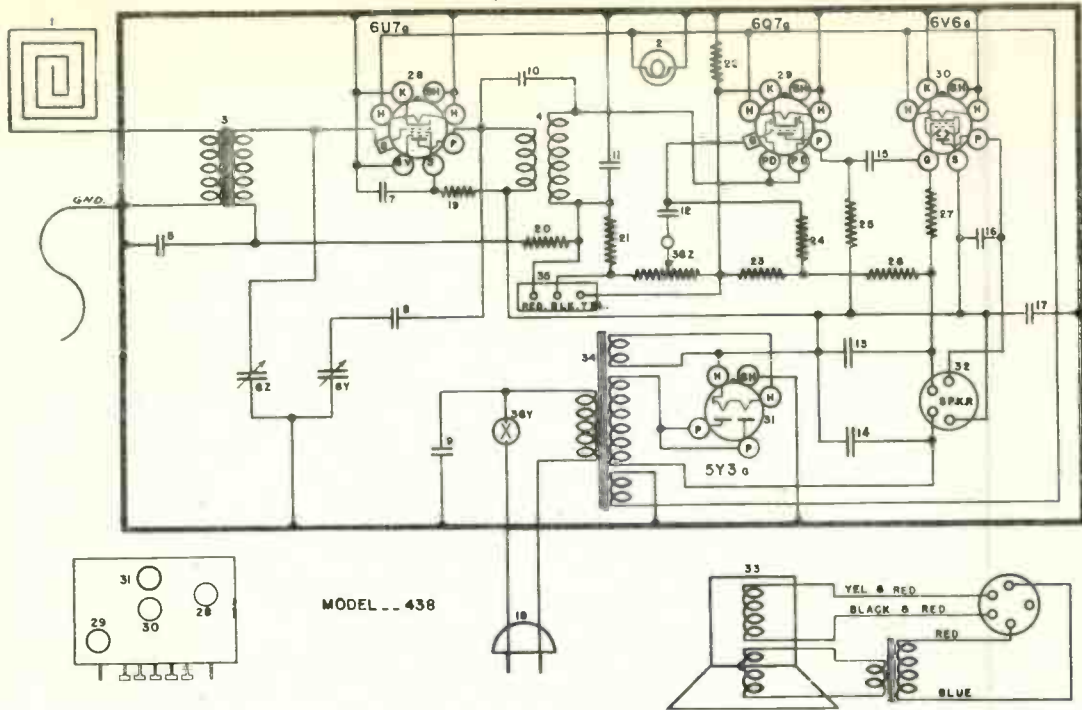 1
6U7G
2
6Q7G
6V6G
3
28
10
4
22
29
30
K
SH
H
H
G
P
SV
S
K
SH
H
H
G
P
PD
PD
K
SH
H
H
P
G
S
11
15
GND.
7
19
12
36Z
24
25
27
16
5
20
21
35
23
26
RED. BLK. YEL.
17
8
34
13
32
6Z
6Y
H
SH
H
SPKR
36Y
31
P
P
14
9
5Y3G
31
30
28
29
MODEL -- 438
18
33
YEL & RED
BLACK & RED
RED
BLUE